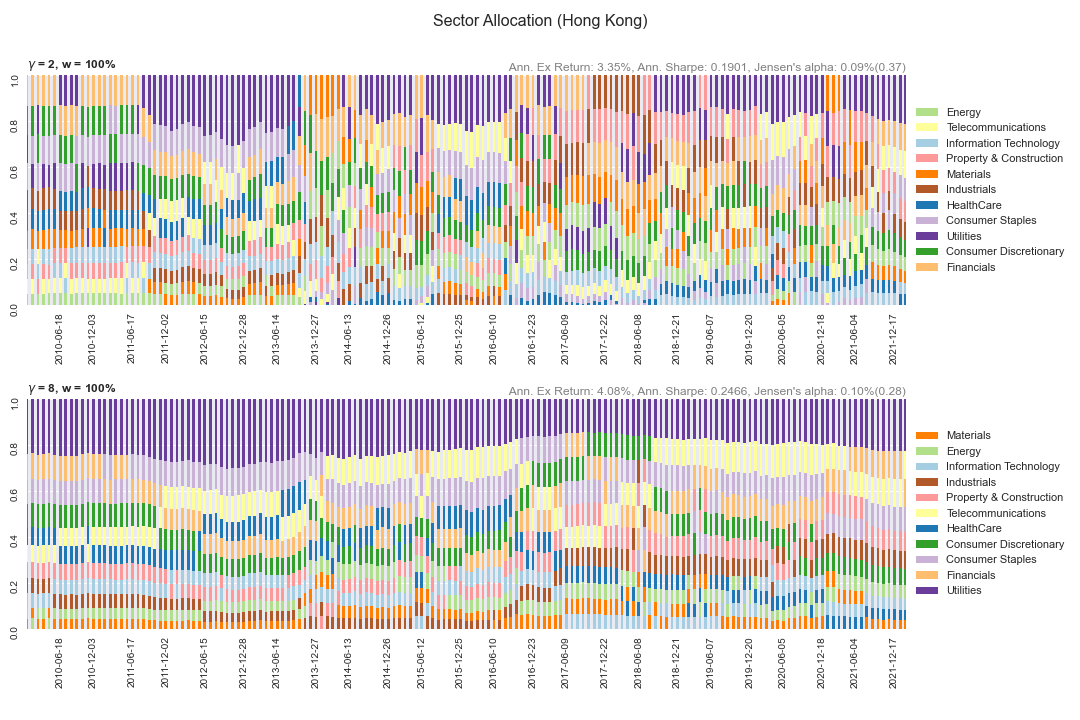 Sector Allocation (Hong Kong)
γ = 2, w = 100%
Ann. Ex Return: 3.35%, Ann. Sharpe: 0.1901, Jensen's alpha: 0.09%(0.37)
1.0
0.8
0.6
0.4
0.2
0.0
Energy
Telecommunications
Information Technology
Property & Construction
Materials
Industrials
HealthCare
Consumer Staples
Utilities
Consumer Discretionary
Financials
2010-06-18
2010-12-03
2011-06-17
2011-12-02
2012-06-15
2012-12-28
2013-06-28
2013-12-27
2014-06-13
2014-12-26
2015-06-12
2015-12-25
2016-06-10
2016-12-23
2017-06-09
2017-12-22
2018-06-08
2018-12-21
2019-06-07
2019-12-20
2020-06-05
2020-12-18
2021-06-04
2021-12-17
γ = 8, w = 100%
Ann. Ex Return: 4.08%, Ann. Sharpe: 0.2466, Jensen's alpha: 0.10%(0.28)
1.0
0.8
0.6
0.4
0.2
0.0
Materials
Energy
Information Technology
Industrials
Property & Construction
Telecommunications
HealthCare
Consumer Discretionary
Consumer Staples
Financials
Utilities
2010-06-18
2010-12-03
2011-06-17
2011-12-02
2012-06-15
2012-12-28
2013-06-28
2013-12-27
2014-06-13
2014-12-26
2015-06-12
2015-12-25
2016-06-10
2016-12-23
2017-06-09
2017-12-22
2018-06-08
2018-12-21
2019-06-07
2019-12-20
2020-06-05
2020-12-18
2021-06-04
2021-12-17